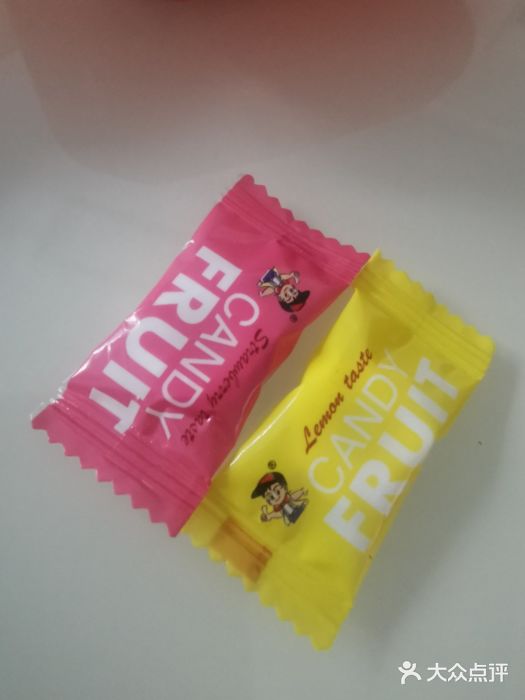 FRUIT
CANDY
Strawberry taste
®
Lemon taste
CANDY
FRUIT
®
大众点评